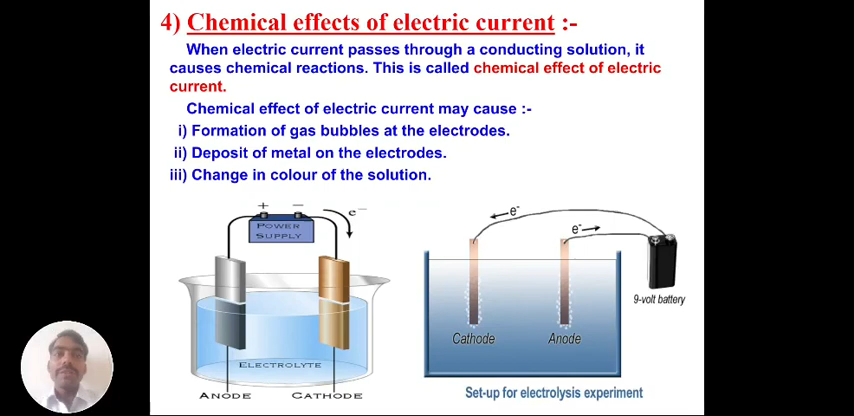 4) Chemical effects of electric current :-
When electric current passes through a conducting solution, it
causes chemical reactions. This is called chemical effect of electric
current.
Chemical effect of electric current may cause :-
i) Formation of gas bubbles at the electrodes.
ii) Deposit of metal on the electrodes.
iii) Change in colour of the solution.
+ −
e−
POWER
SUPPLY
ELECTROLYTE
ANODE CATHODE
e-
e-
9-volt battery
Cathode Anode
Set-up for electrolysis experiment